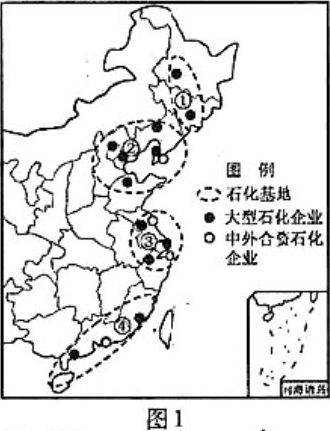 ①
②
③
④
图 例
石化基地
大型石化企业
中外合资石化
企业
南海诸岛
图1